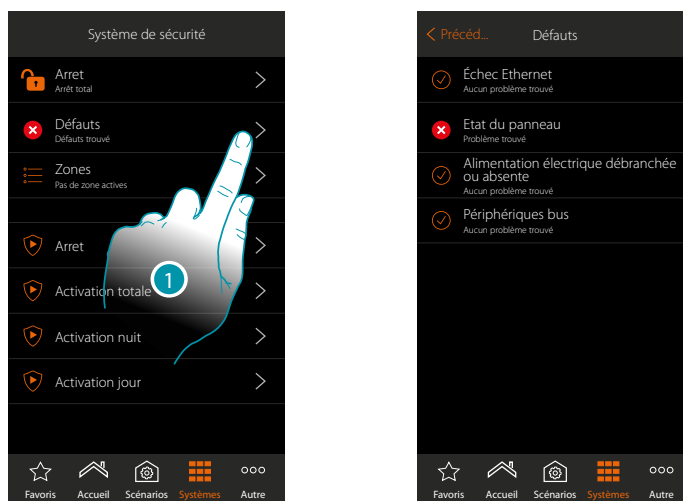 Système de sécurité
Arret
Arrêt total
Défauts
Défauts trouvé
Zones
Pas de zone actives
Arret
Activation totale
1
Activation nuit
Activation jour
Favoris
Accueil
Scénarios
Systèmes
Autre
Précéd...
Défauts
Échec Ethernet
Aucun problème trouvé
Etat du panneau
Problème trouvé
Alimentation électrique débranchée
ou absente
Aucun problème trouvé
Périphériques bus
Aucun problème trouvé
Favoris
Accueil
Scénarios
Systèmes
Autre